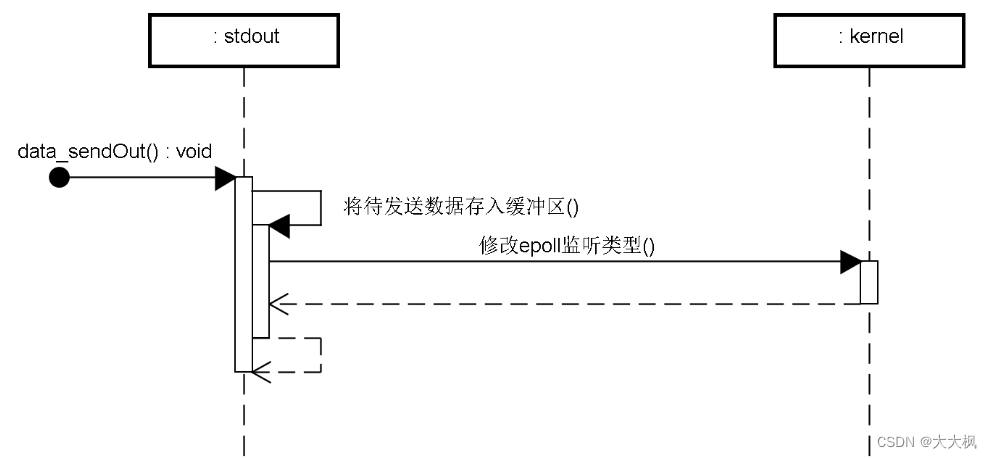 : stdout
: kernel
data_sendOut() : void
将待发送数据存入缓冲区()
修改epoll监听类型()
CSDN @大大枫